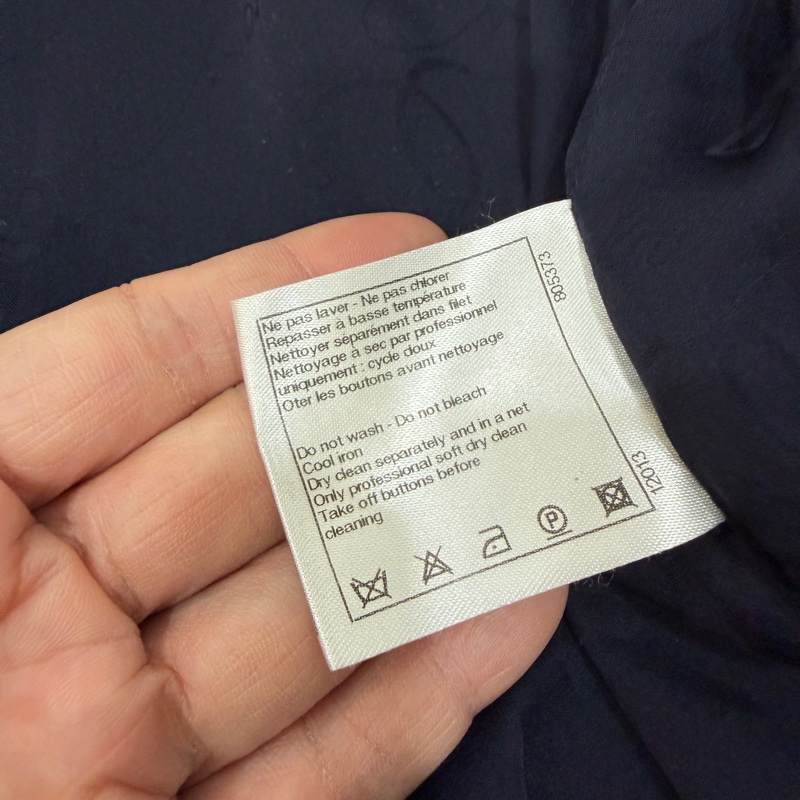 Ne pas laver - Ne pas chlorer
Repasser à basse température
Nettoyer séparément dans filet
Nettoyage à sec par professionnel
uniquement : cycle doux
Oter les boutons avant nettoyage
Do not wash - Do not bleach
Cool iron
Dry clean separately and in a net
Only professional soft dry clean
Take off buttons before
cleaning
P
805373
12013